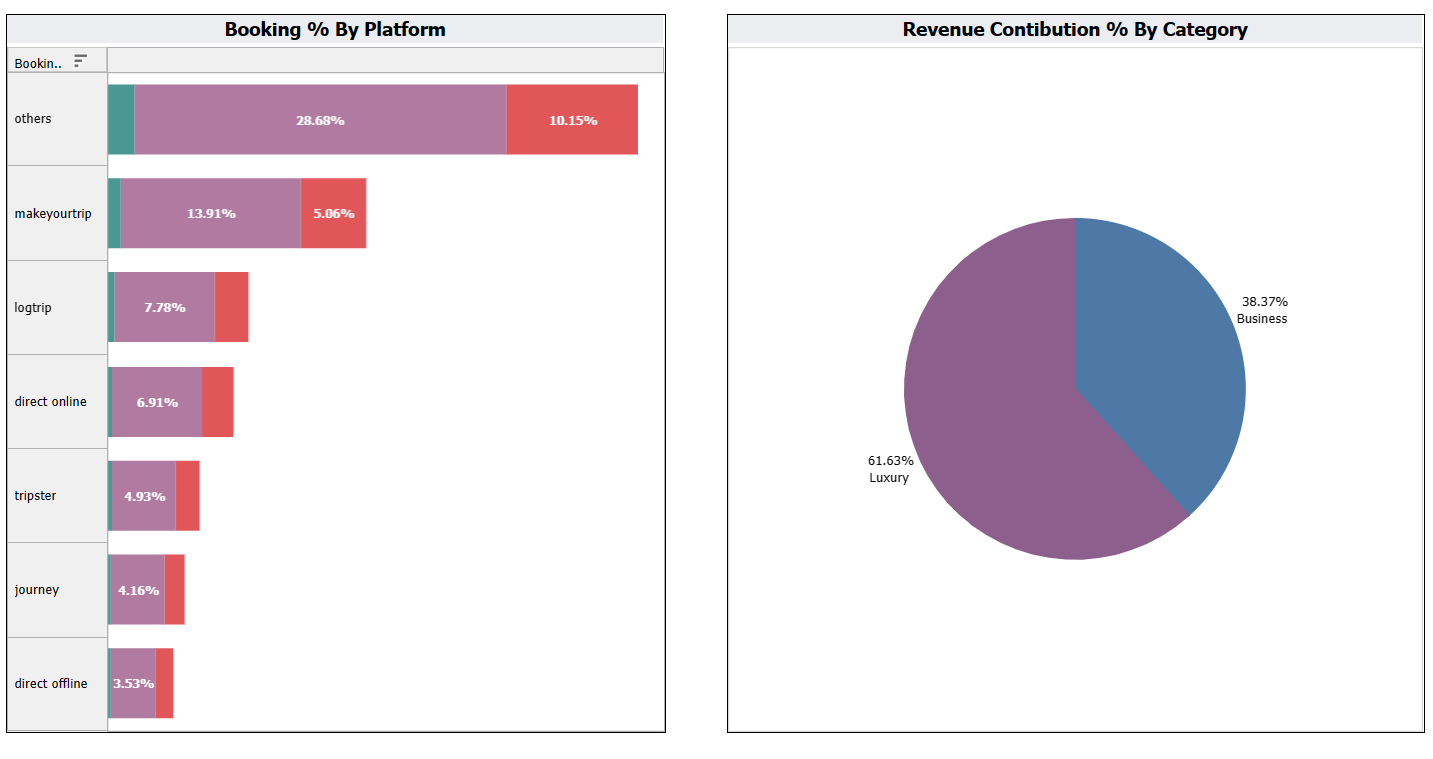 Booking % By Platform
Bookin..
others
28.68%
10.15%
makeyourtrip
13.91%
5.06%
logtrip
7.78%
direct online
6.91%
tripster
4.93%
journey
4.16%
direct offline
3.53%
Revenue Contibution % By Category
38.37%
Business
61.63%
Luxury